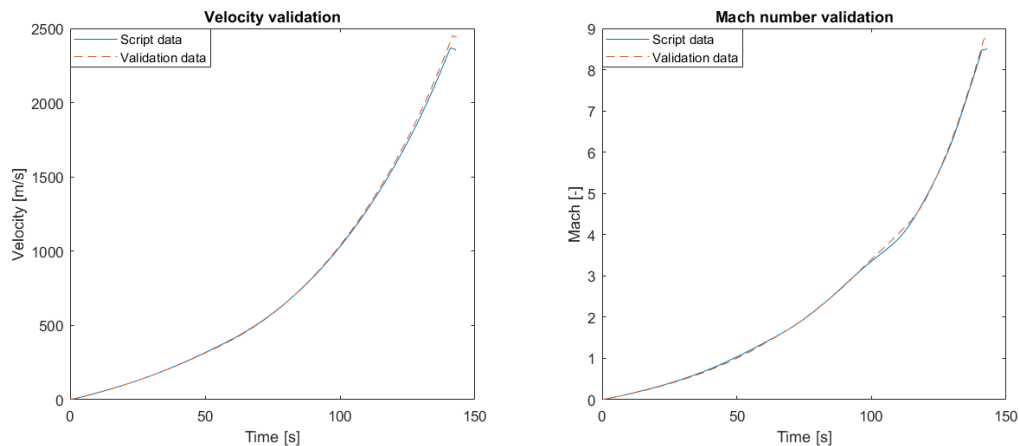 Velocity validation
2500
2000
1500
1000
500
0
0 50 100 150
Time [s]
Velocity [m/s]
Script data
Validation data
Mach number validation
9
8
7
6
5
4
3
2
1
0
0 50 100 150
Time [s]
Mach [-]
Script data
Validation data